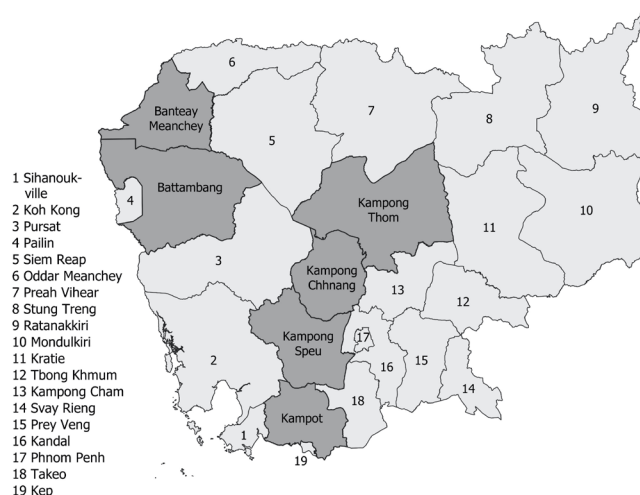 6
Banteay
Meanchey
7
8
9
5
Battambang
4
Kampong
Thom
10
11
3
Kampong
Chhnang
13
12
Kampong
Speu
17
2
16
15
14
18
Kampot
1
19
1 Sihanouk-
ville
2 Koh Kong
3 Pursat
4 Pailin
5 Siem Reap
6 Oddar Meanchey
7 Preah Vihear
8 Stung Treng
9 Ratanakkiri
10 Mondulkiri
11 Kratie
12 Tbong Khmum
13 Kampong Cham
14 Svay Rieng
15 Prey Veng
16 Kandal
17 Phnom Penh
18 Takeo
19 Kep